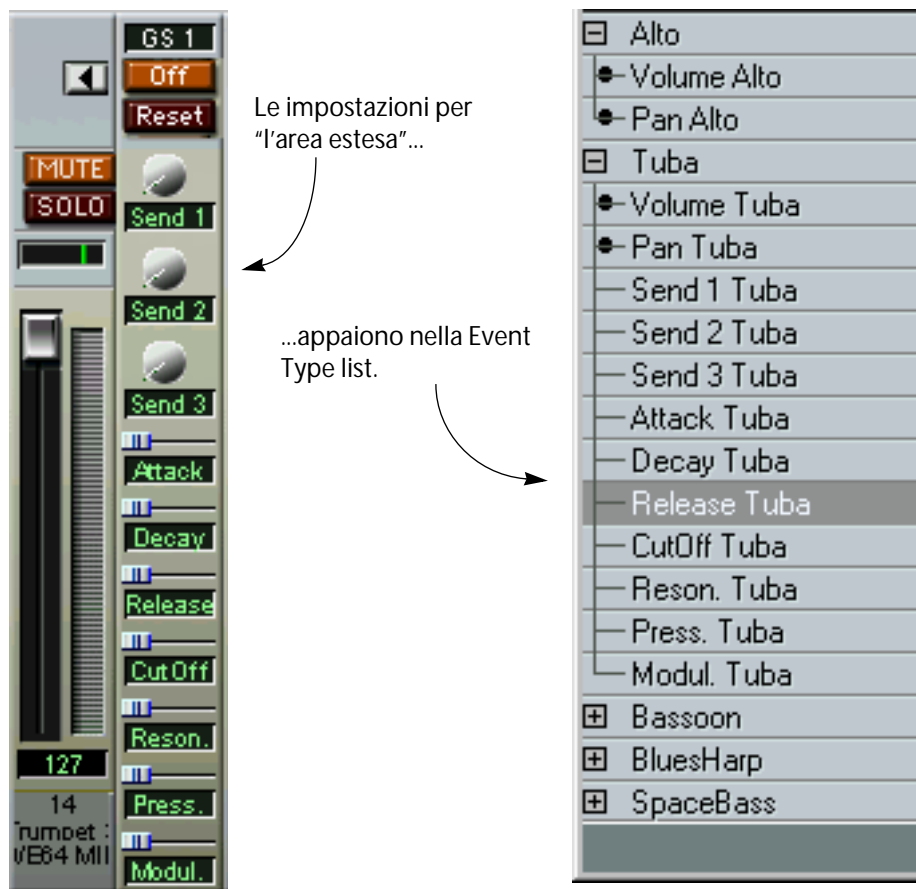 GS 1
Off
Reset
MUTE
SOLO
Send 1
Send 2
Send 3
Attack
Decay
Release
CutOff
Reson.
Press.
Modul.
127
14
Le impostazioni per
“l’area estesa”...
...appaiono nella Event
Type list.
Alto
Volume Alto
Pan Alto
Tuba
Volume Tuba
Pan Tuba
Send 1 Tuba
Send 2 Tuba
Send 3 Tuba
Attack Tuba
Decay Tuba
Release Tuba
CutOff Tuba
Reson. Tuba
Press. Tuba
Modul. Tuba
Bassoon
BluesHarp
SpaceBass